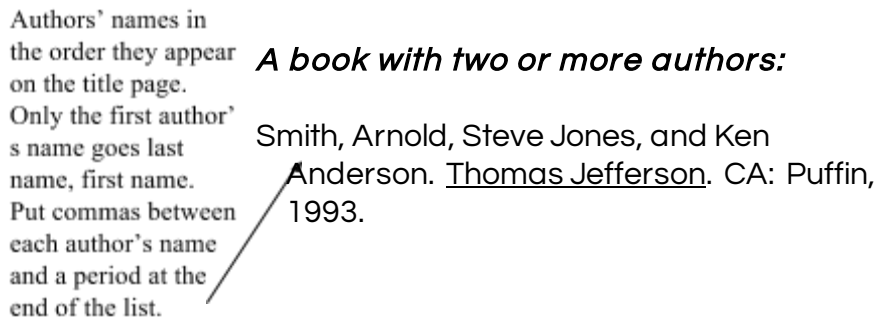 Authors’ names in
the order they appear
on the title page.
Only the first author’
s name goes last
name, first name.
Put commas between
each author’s name
and a period at the
end of the list.
A book with two or more authors:
Smith, Arnold, Steve Jones, and Ken
Anderson. Thomas Jefferson. CA: Puffin,
1993.